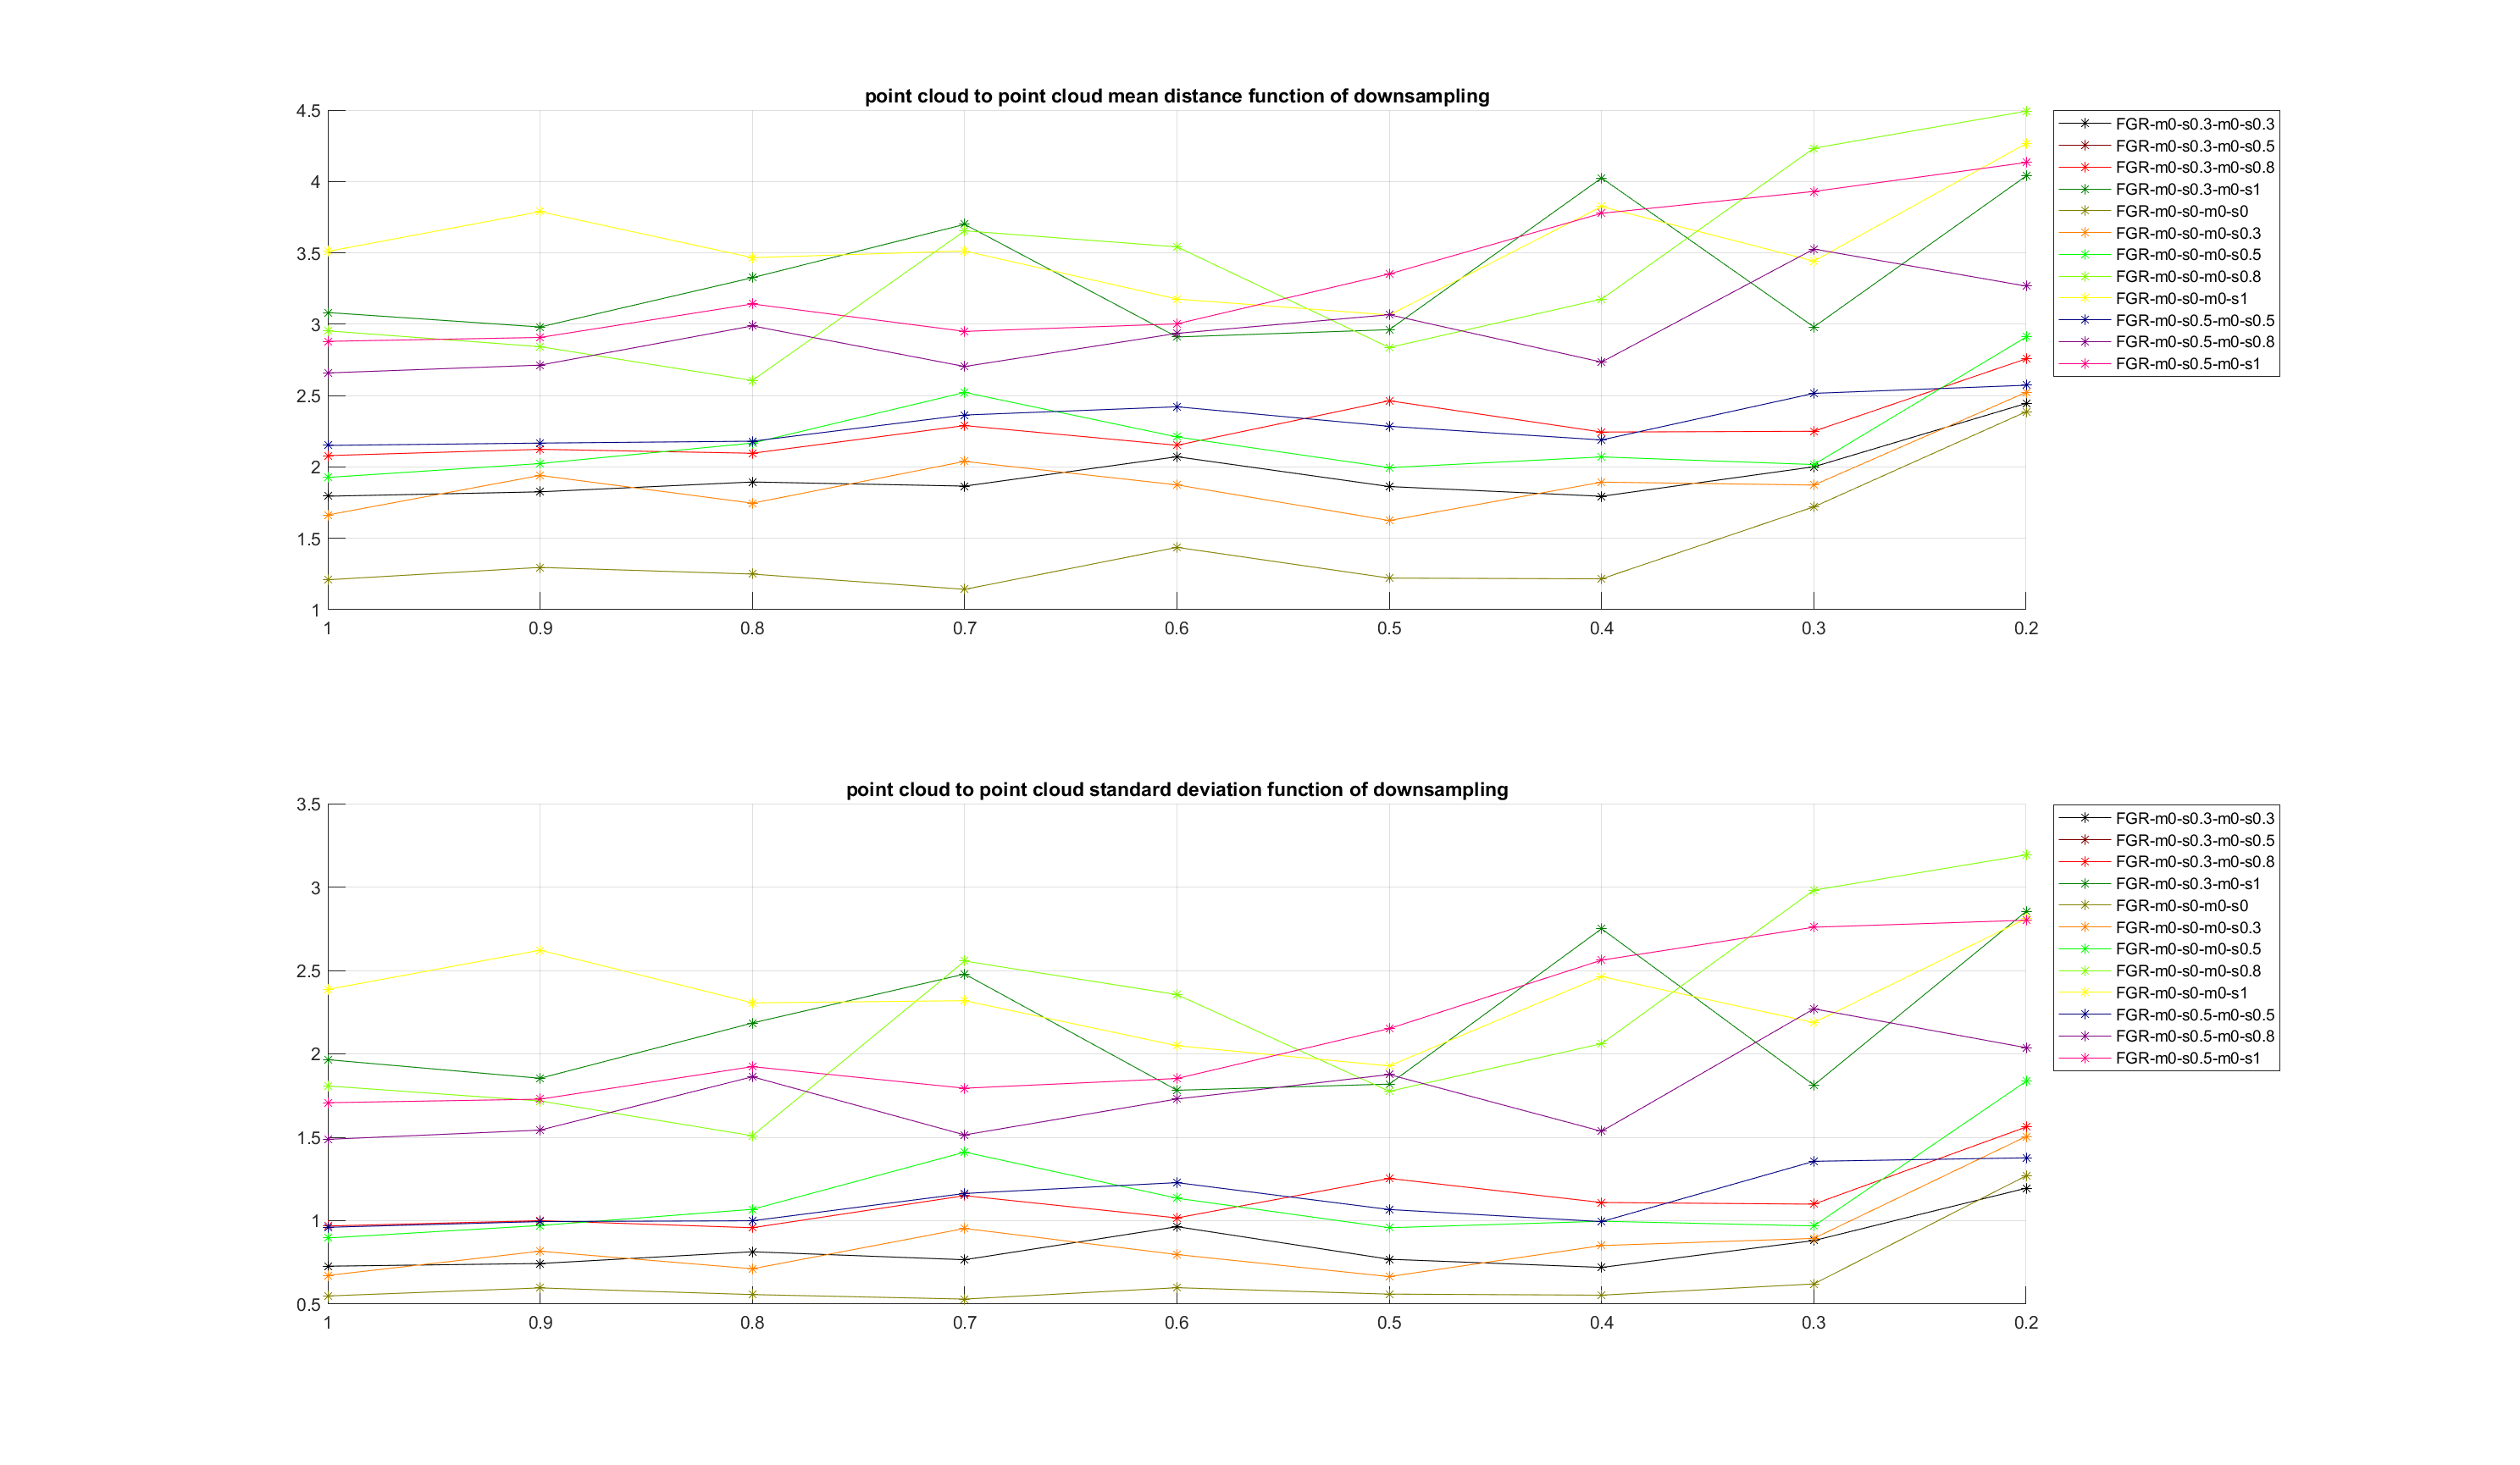 point cloud to point cloud mean distance function of downsampling
4.5
4
3.5
3
2.5
2
1.5
1
1 0.9 0.8 0.7 0.6 0.5 0.4 0.3 0.2
FGR-m0-s0.3-m0-s0.3
FGR-m0-s0.3-m0-s0.5
FGR-m0-s0.3-m0-s0.8
FGR-m0-s0.3-m0-s1
FGR-m0-s0-m0-s0
FGR-m0-s0-m0-s0.3
FGR-m0-s0-m0-s0.5
FGR-m0-s0-m0-s0.8
FGR-m0-s0-m0-s1
FGR-m0-s0.5-m0-s0.5
FGR-m0-s0.5-m0-s0.8
FGR-m0-s0.5-m0-s1
point cloud to point cloud standard deviation function of downsampling
3.5
3
2.5
2
1.5
1
0.5
1 0.9 0.8 0.7 0.6 0.5 0.4 0.3 0.2
FGR-m0-s0.3-m0-s0.3
FGR-m0-s0.3-m0-s0.5
FGR-m0-s0.3-m0-s0.8
FGR-m0-s0.3-m0-s1
FGR-m0-s0-m0-s0
FGR-m0-s0-m0-s0.3
FGR-m0-s0-m0-s0.5
FGR-m0-s0-m0-s0.8
FGR-m0-s0-m0-s1
FGR-m0-s0.5-m0-s0.5
FGR-m0-s0.5-m0-s0.8
FGR-m0-s0.5-m0-s1